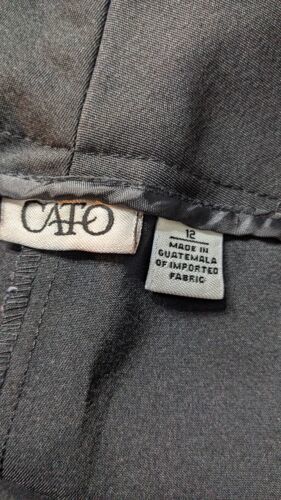 CATO
12
MADE IN
GUATEMALA
OF IMPORTED
FABRIC